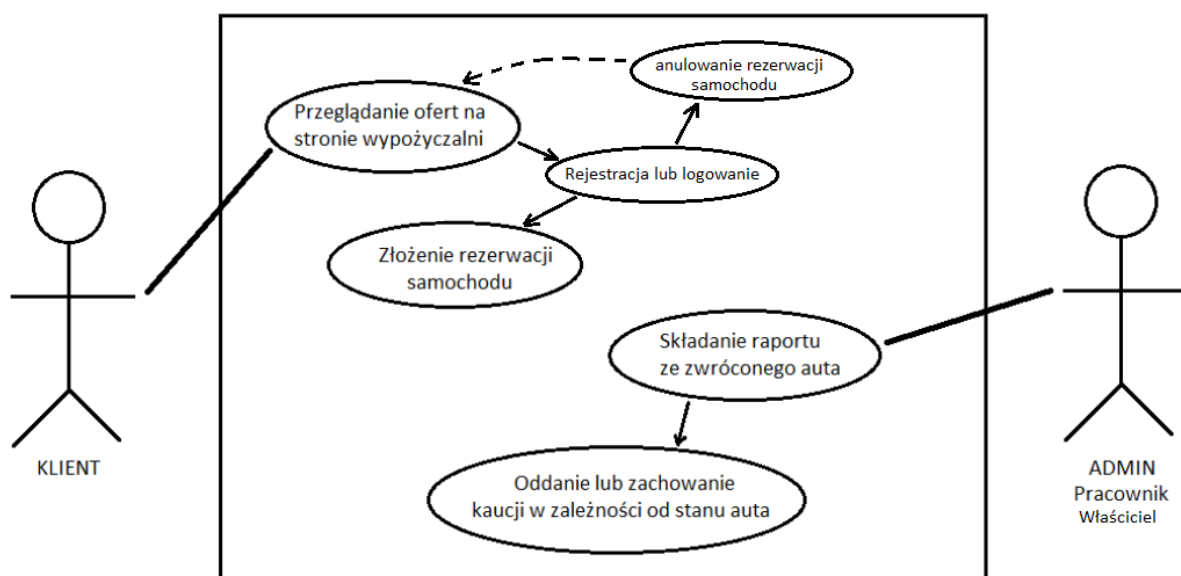 anulowanie rezerwacji
samochodu
Przeglądanie ofert na
stronie wypożyczalni
Rejestracja lub logowanie
Złożenie rezerwacji
samochodu
Składanie raportu
ze zwróconego auta
Oddanie lub zachowanie
kaucji w zależności od stanu auta
KLIENT
ADMIN
Pracownik
Właściciel